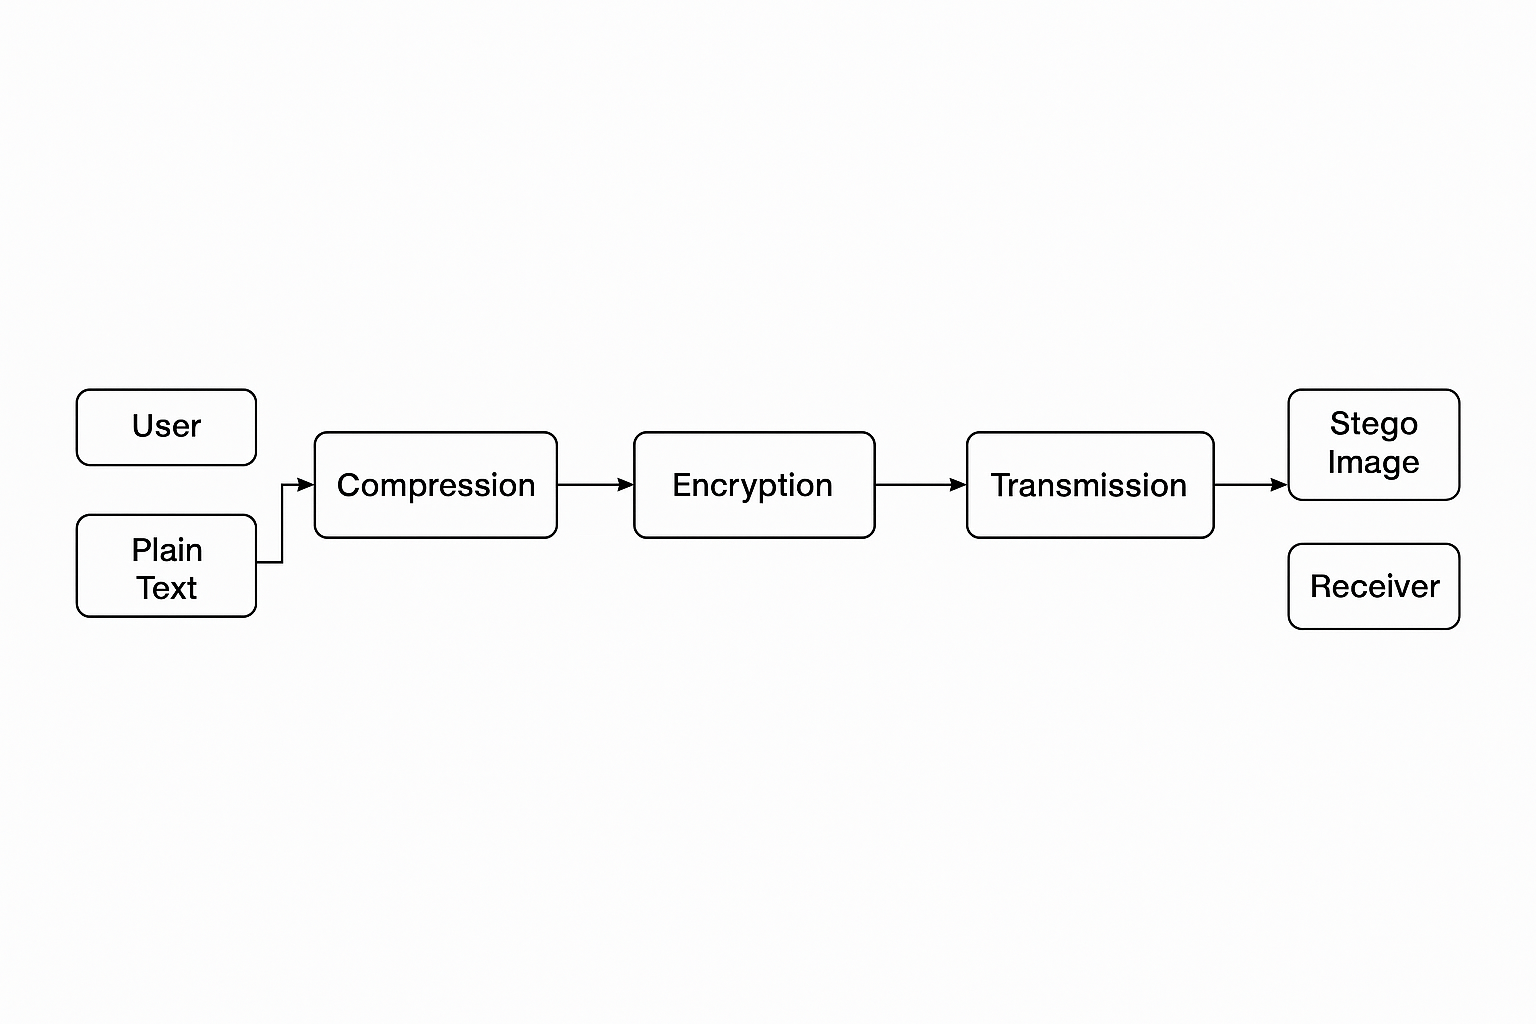 User
Plain
Text
Compression
Encryption
Transmission
Stego
Image
Receiver